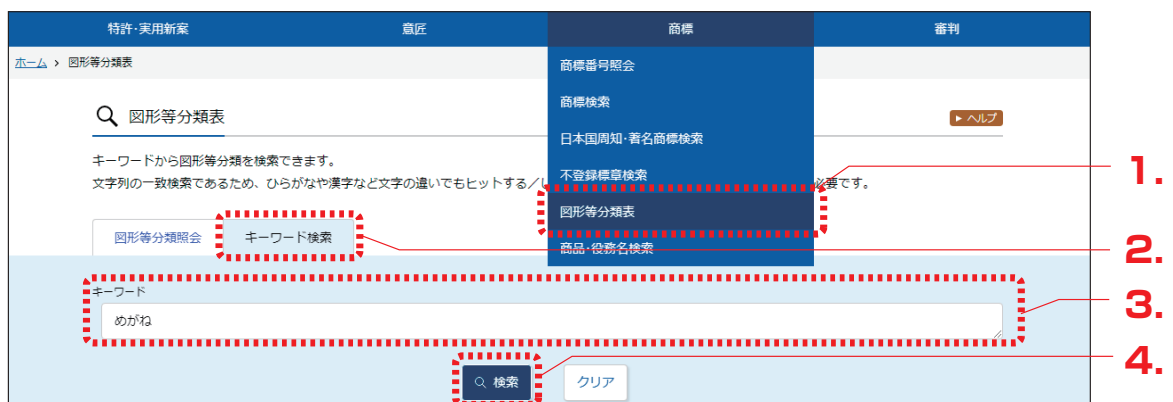 特許・実用新案
意匠
商標
審判
ホーム > 図形等分類表
商標番号照会
図形等分類表
商標検索
ヘルプ
日本国周知・著名商標検索
キーワードから図形等分類を検索できます。
不登録標章検索
文字列の一致検索であるため、ひらがなや漢字など文字の違いでもヒットする/し
必要です。
1.
図形等分類表
図形等分類照会
キーワード検索
商品・役務名検索
2.
キーワード
めがね
3.
検索
クリア
4.